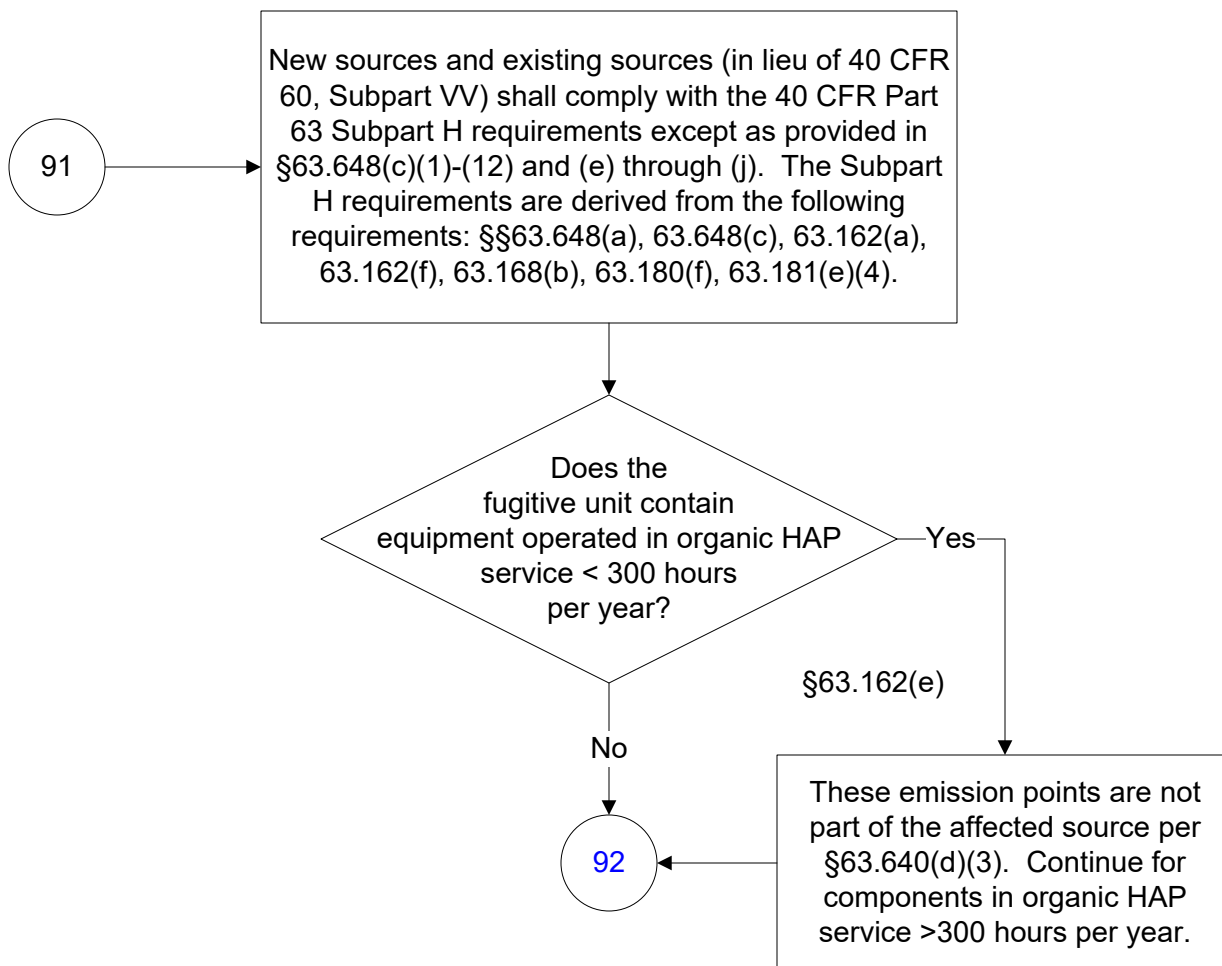 New sources and existing sources (in lieu of 40 CFR
60, Subpart VV) shall comply with the 40 CFR Part
63 Subpart H requirements except as provided in
§63.648(c)(1)-(12) and (e) through (j).  The Subpart
H requirements are derived from the following
requirements: §§63.648(a), 63.648(c), 63.162(a),
63.162(f), 63.168(b), 63.180(f), 63.181(e)(4).
91
Does the
fugitive unit contain
equipment operated in organic HAP
service < 300 hours
per year?
Yes
§63.162(e)
No
These emission points are not
part of the affected source per
§63.640(d)(3).  Continue for
components in organic HAP
service >300 hours per year.
92